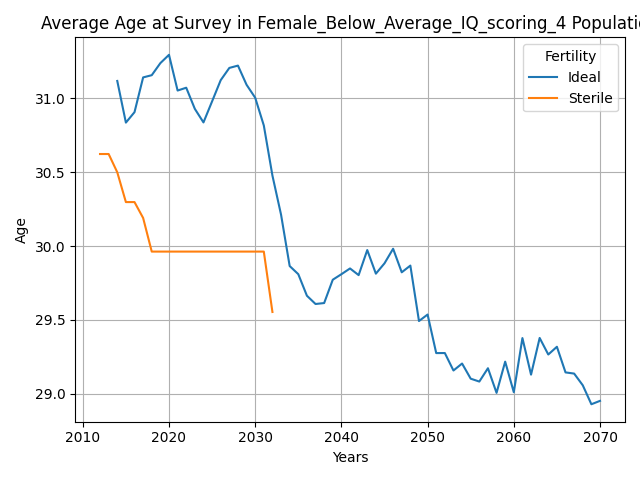 Average Age at Survey in Female_Below_Average_IQ_scoring_4 Populatio
Fertility
Ideal
Sterile
31.0
30.5
30.0
29.5
29.0
Age
2010 2020 2030 2040 2050 2060 2070
Years